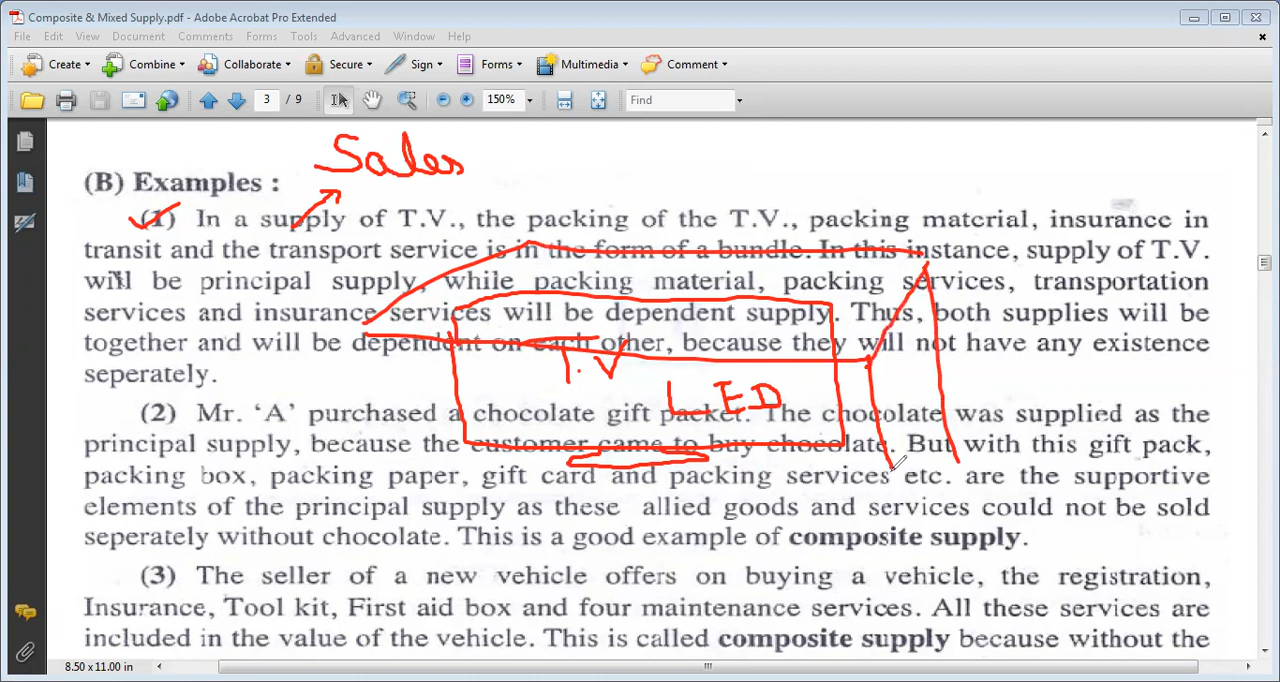 Composite & Mixed Supply.pdf - Adobe Acrobat Pro Extended
File Edit View Document Comments Forms Tools Advanced Window Help
Create Combine Collaborate Secure Sign Forms Multimedia Comment
3 / 9 150% Find
Sales
(B) Examples :
(1) In a supply of T.V., the packing of the T.V., packing material, insurance in
transit and the transport service is in the form of a bundle. In this instance, supply of T.V.
will be principal supply, while packing material, packing services, transportation
services and insurance services will be dependent supply. Thus, both supplies will be
together and will be dependent on each other, because they will not have any existence
seperately.
T.V
LED
(2) Mr. ‘A’ purchased a chocolate gift packet. The chocolate was supplied as the
principal supply, because the customer came to buy chocolate. But with this gift pack,
packing box, packing paper, gift card and packing services etc. are the supportive
elements of the principal supply as these allied goods and services could not be sold
seperately without chocolate. This is a good example of composite supply.
(3) The seller of a new vehicle offers on buying a vehicle, the registration,
Insurance, Tool kit, First aid box and four maintenance services. All these services are
included in the value of the vehicle. This is called composite supply because without the
8.50 x 11.00 in